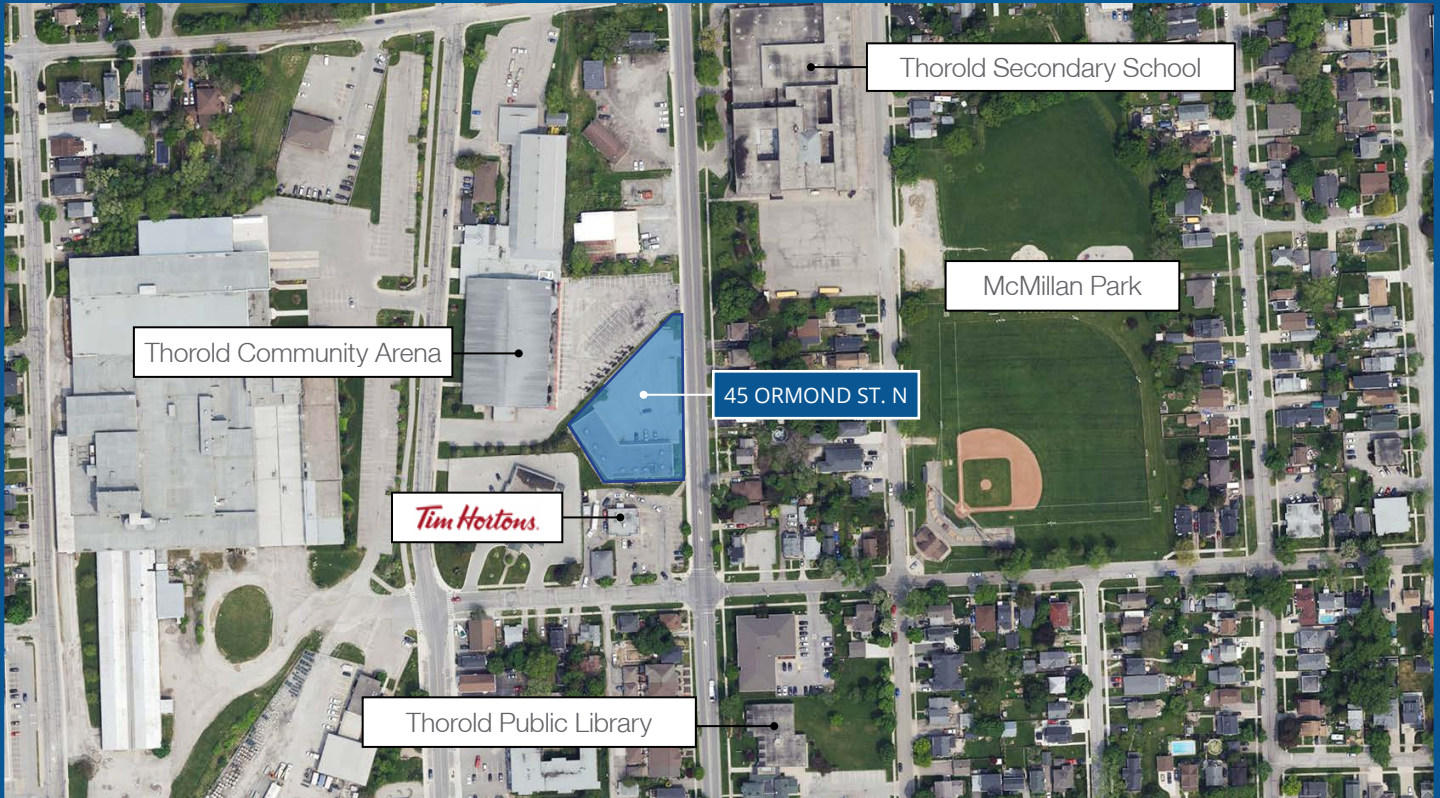 Thorold Secondary School
McMillan Park
Thorold Community Arena
45 ORMOND ST. N
Tim Hortons.
Thorold Public Library